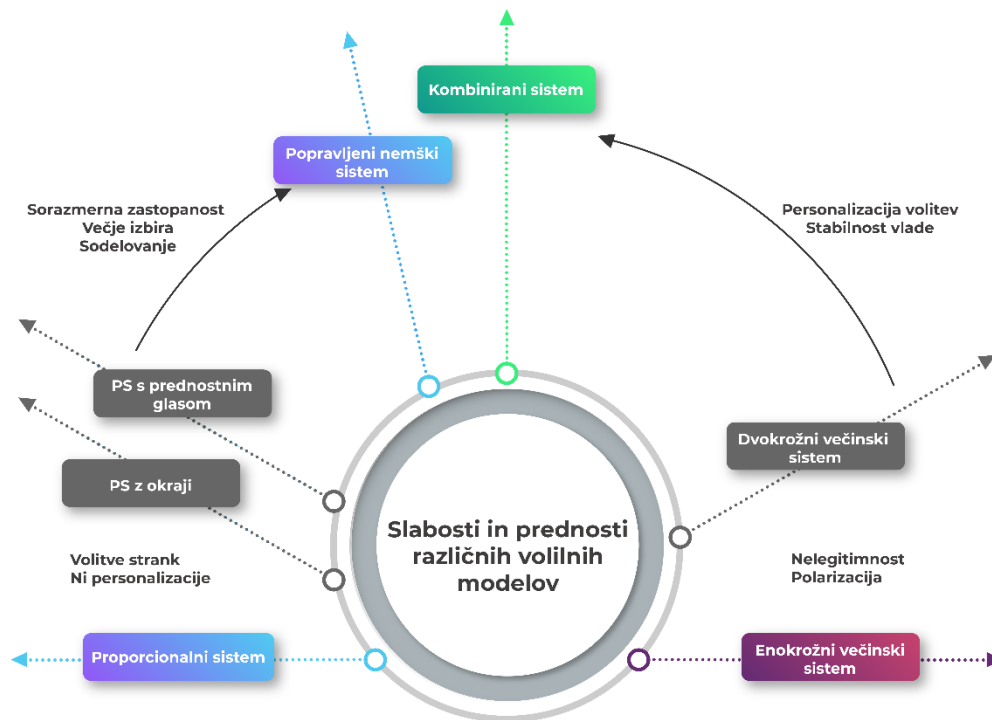 Kombinirani sistem
Popravljeni nemški
sistem
Sorazmerna zastopanost
Večje izbira
Sodelovanje
Personalizacija volitev
Stabilnost vlade
PS s prednostnim
glasom
PS z okraji
Dvokrožni večinski
sistem
Slabosti in prednosti
različnih volilnih
modelov
Volitve strank
Ni personalizacije
Nelegitimnost
Polarizacija
Proporcionalni sistem
Enokrožni večinski
sistem